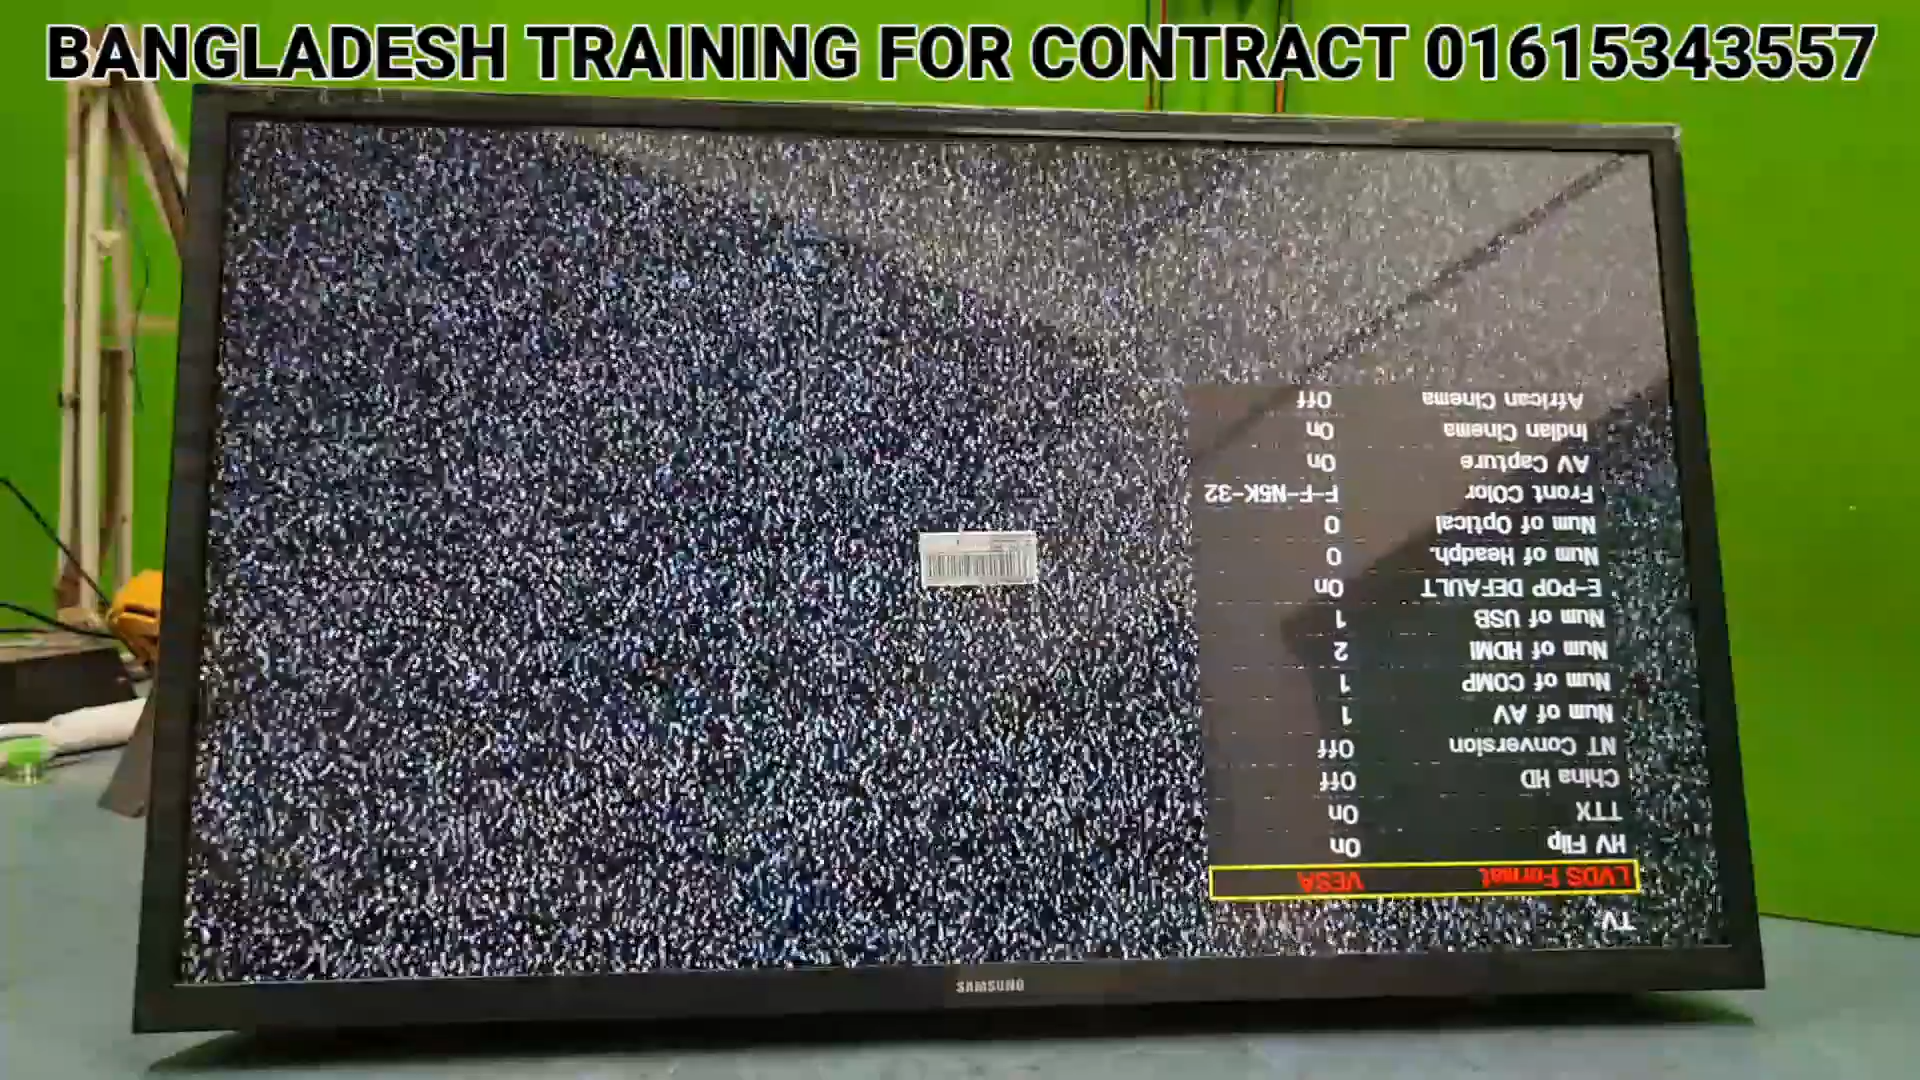 BANGLADESH TRAINING FOR CONTRACT 01615343557
TV
LVDS Format VESA
HV Flip On
TTX On
China HD Off
NT Conversion Off
Num of AV 1
Num of COMP 1
Num of HDMI 2
Num of USB 1
E-POP DEFAULT On
Num of Headph. 0
Num of Optical 0
Front COlor F-F-N5K-32
AV Capture On
Indian Cinema On
African Cinema Off
SAMSUNG